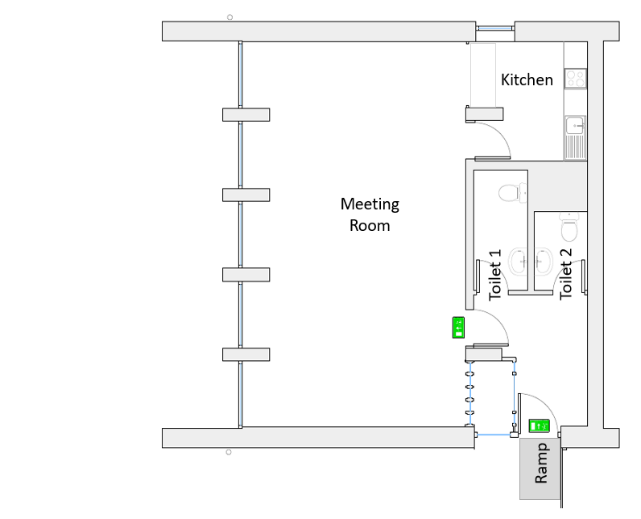 Kitchen
Meeting
Room
Toilet 1
Toilet 2
Ramp